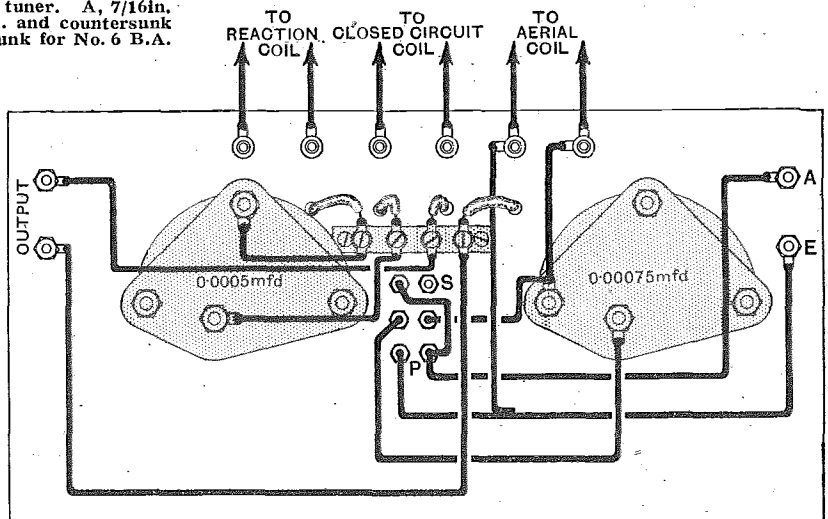 tuner. A, 7/16in.
. and countersunk
unk for No. 6 B.A.
TO REACTION COIL
TO CLOSED CIRCUIT COIL
TO AERIAL COIL
OUTPUT
A
E
S
0·0005mfd
0·00075mfd
P